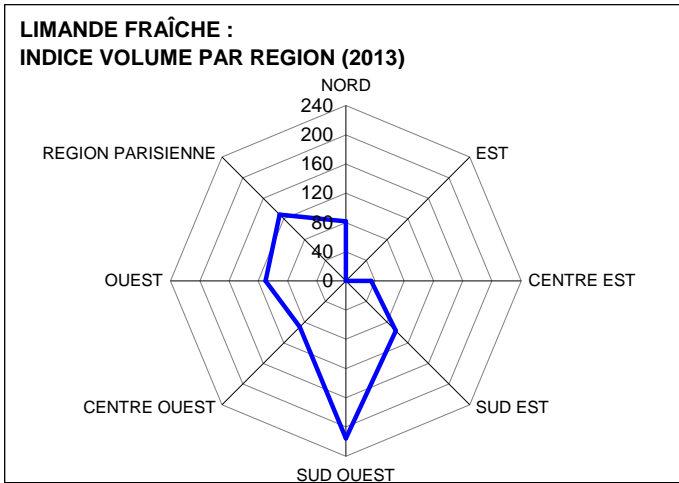 LIMANDE FRAÎCHE :
INDICE VOLUME PAR REGION (2013)
NORD
240
200
160
120
80
40
0
REGION PARISIENNE
EST
OUEST
CENTRE EST
CENTRE OUEST
SUD EST
SUD OUEST